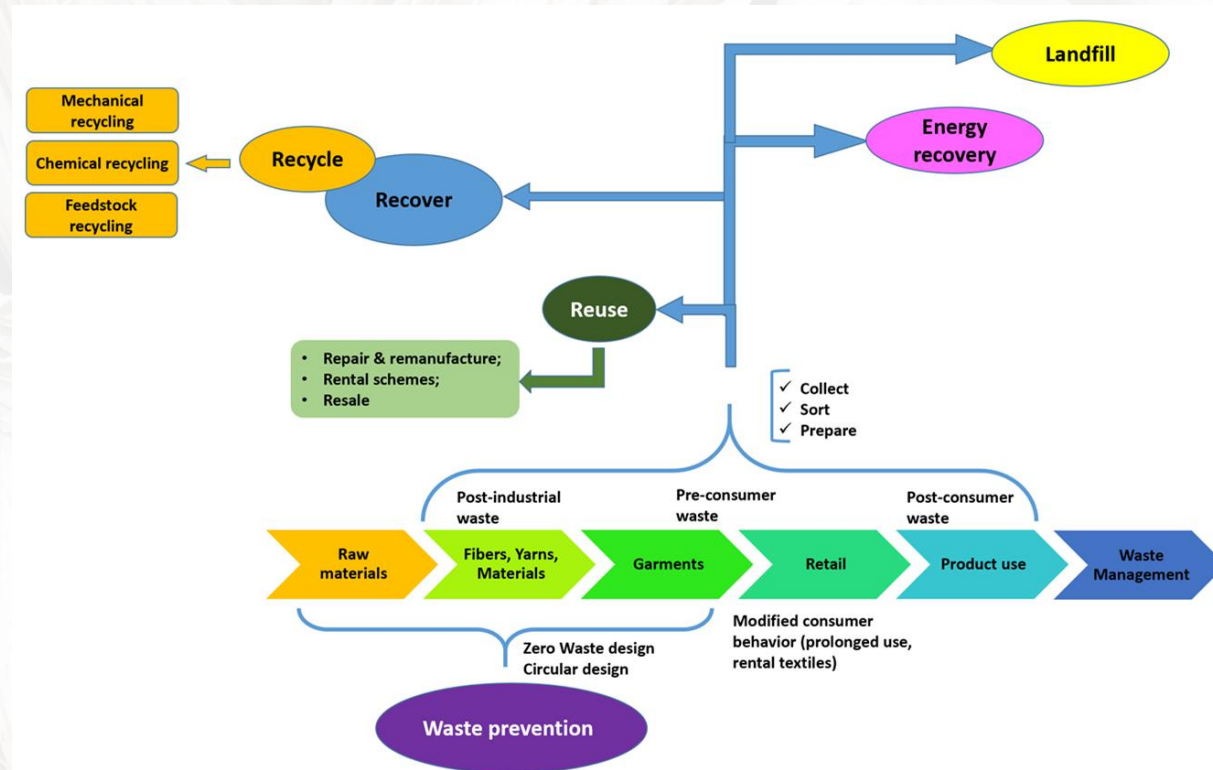 Landfill
Energy
recovery
Mechanical
recycling
Chemical recycling
Feedstock
recycling
Recycle
Recover
Reuse
• Repair & remanufacture;
• Rental schemes;
• Resale
✓ Collect
✓ Sort
✓ Prepare
Post-industrial
waste
Pre-consumer
waste
Post-consumer
waste
Raw
materials
Fibers, Yarns,
Materials
Garments
Retail
Product use
Waste
Management
Zero Waste design
Circular design
Modified consumer
behavior (prolonged use,
rental textiles)
Waste prevention